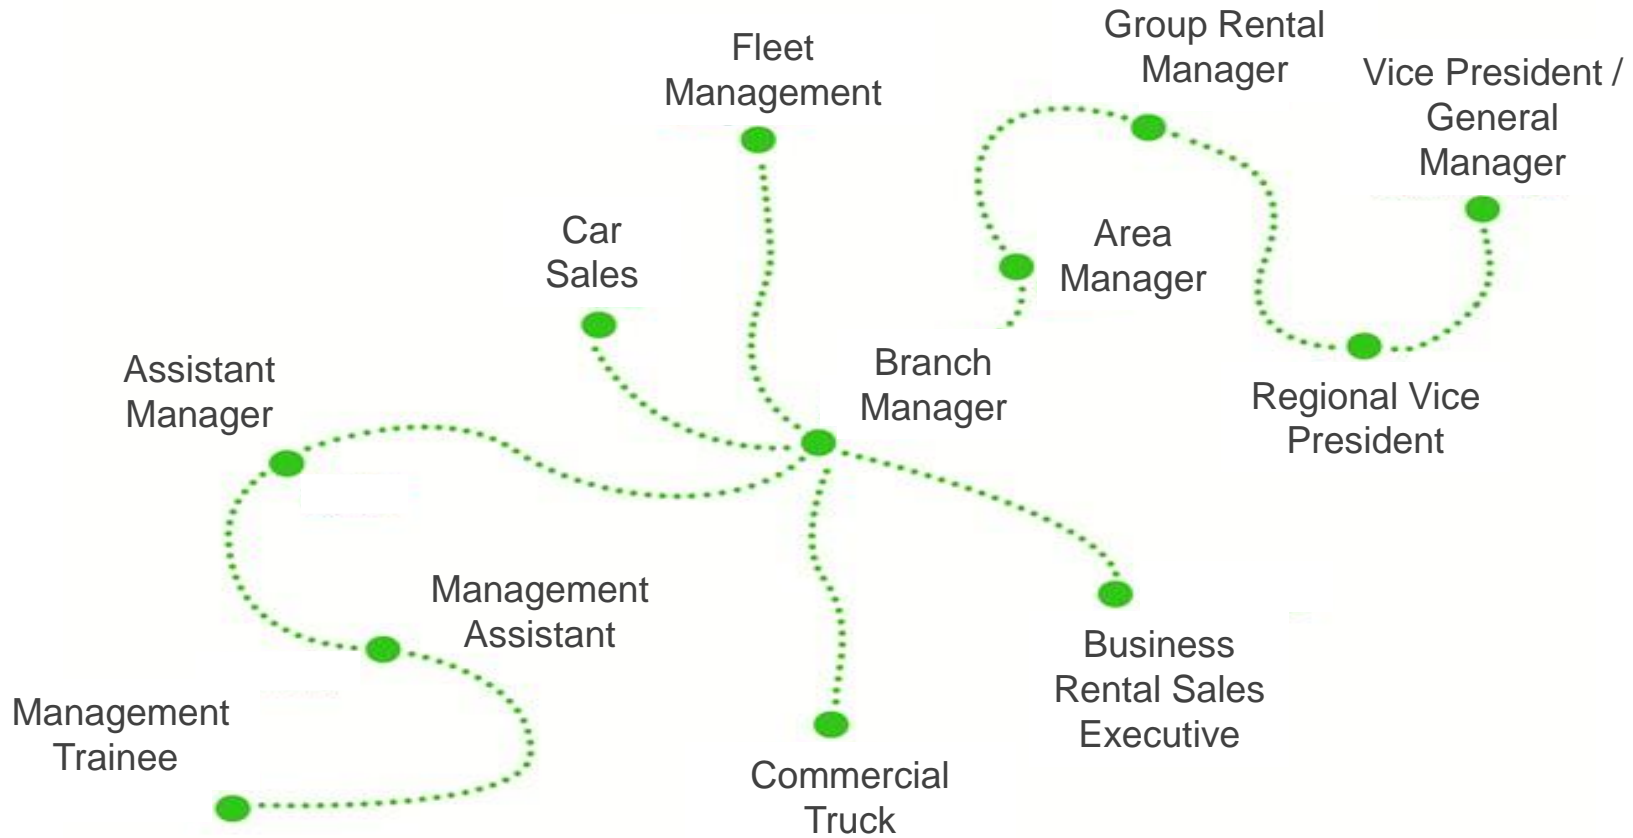 Group Rental
Manager
Fleet
Management
Vice President /
General
Manager
Car
Sales
Area
Manager
Assistant
Manager
Branch
Manager
Regional Vice
President
Management
Assistant
Business
Rental Sales
Executive
Management
Trainee
Commercial
Truck